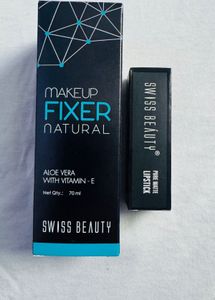 MAKEUP
FIXER
NATURAL
ALOE VERA
WITH VITAMIN - E
Net Qty.: 70 ml
SWISS BEAUTY
SWISS BEAUTY®
PURE MATTE
LIPSTICK